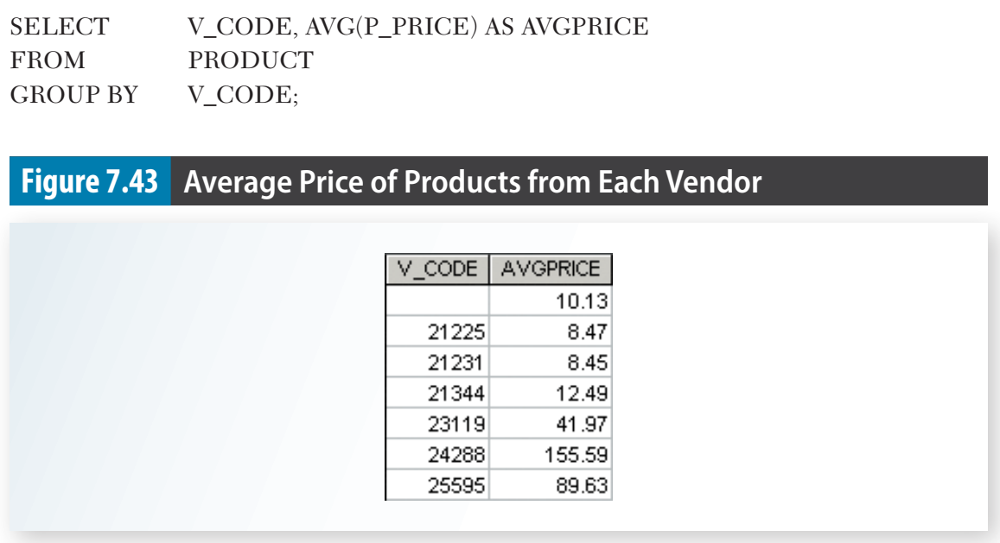 SELECT V_CODE, AVG(P_PRICE) AS AVGPRICE
FROM PRODUCT
GROUP BY V_CODE;
Figure 7.43 Average Price of Products from Each Vendor
V_CODE AVGPRICE
10.13
21225 8.47
21231 8.45
21344 12.49
23119 41.97
24288 155.59
25595 89.63